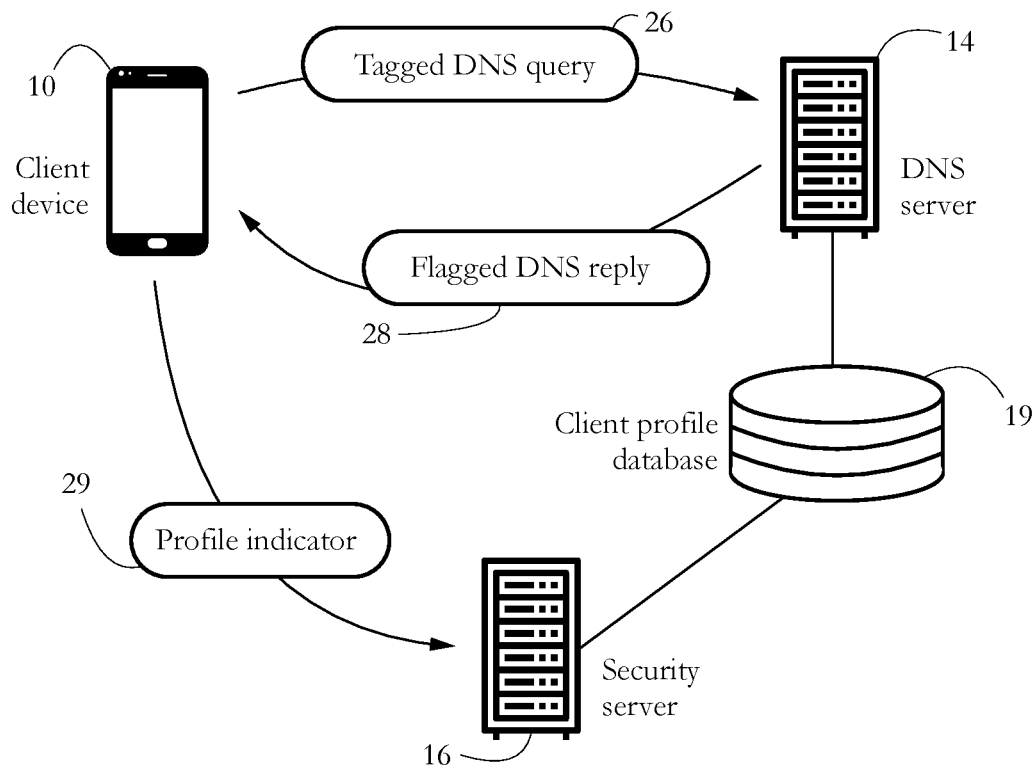 26
Tagged DNS query
14
10
Client
device
DNS
server
Flagged DNS reply
28
19
Client profile
database
29
Profile indicator
Security
server
16